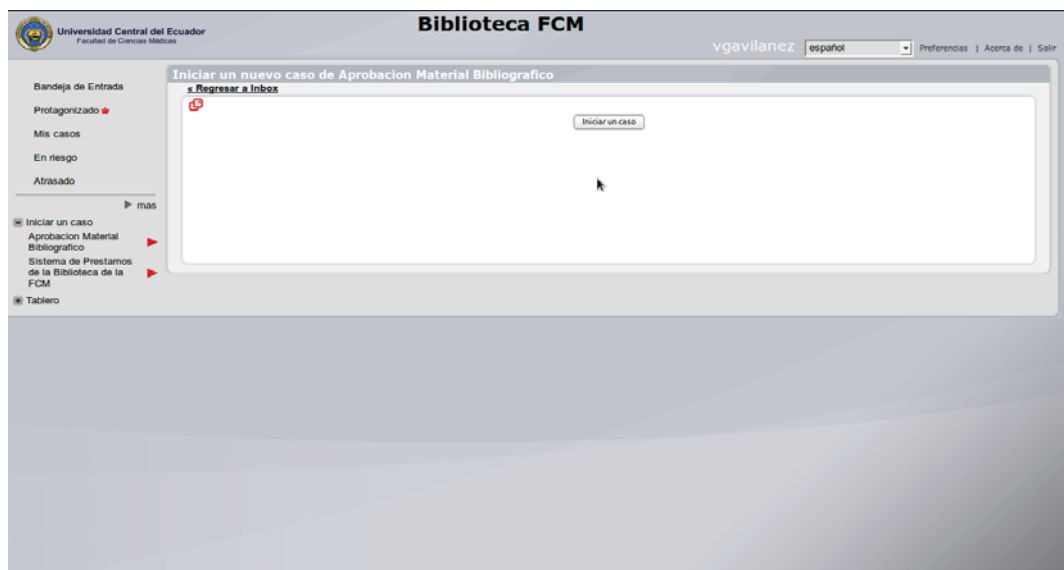 Universidad Central del Ecuador
Facultad de Ciencias Médicas
Biblioteca FCM
vgavilanez español Preferencias | Acerca de | Salir
Iniciar un nuevo caso de Aprobacion Material Bibliografico
« Regresar a Inbox
Iniciar un caso
Bandeja de Entrada
Protagonizado
Mis casos
En riesgo
Atrasado
mas
Iniciar un caso
Aprobacion Material
Bibliografico
Sistema de Prestamos
de la Biblioteca de la
FCM
Tablero